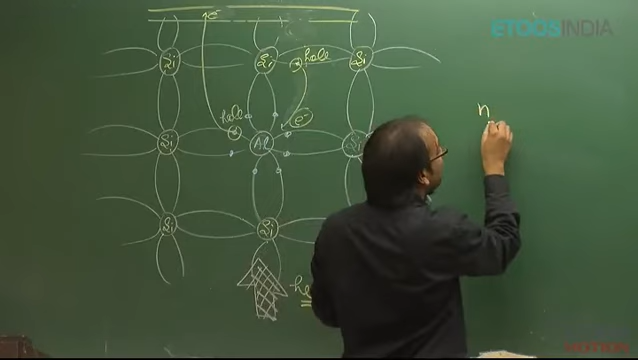 e⁻
ETOOSINDIA
Si Si hole Si
n
hole e⁻
Si Al Si
Si Si